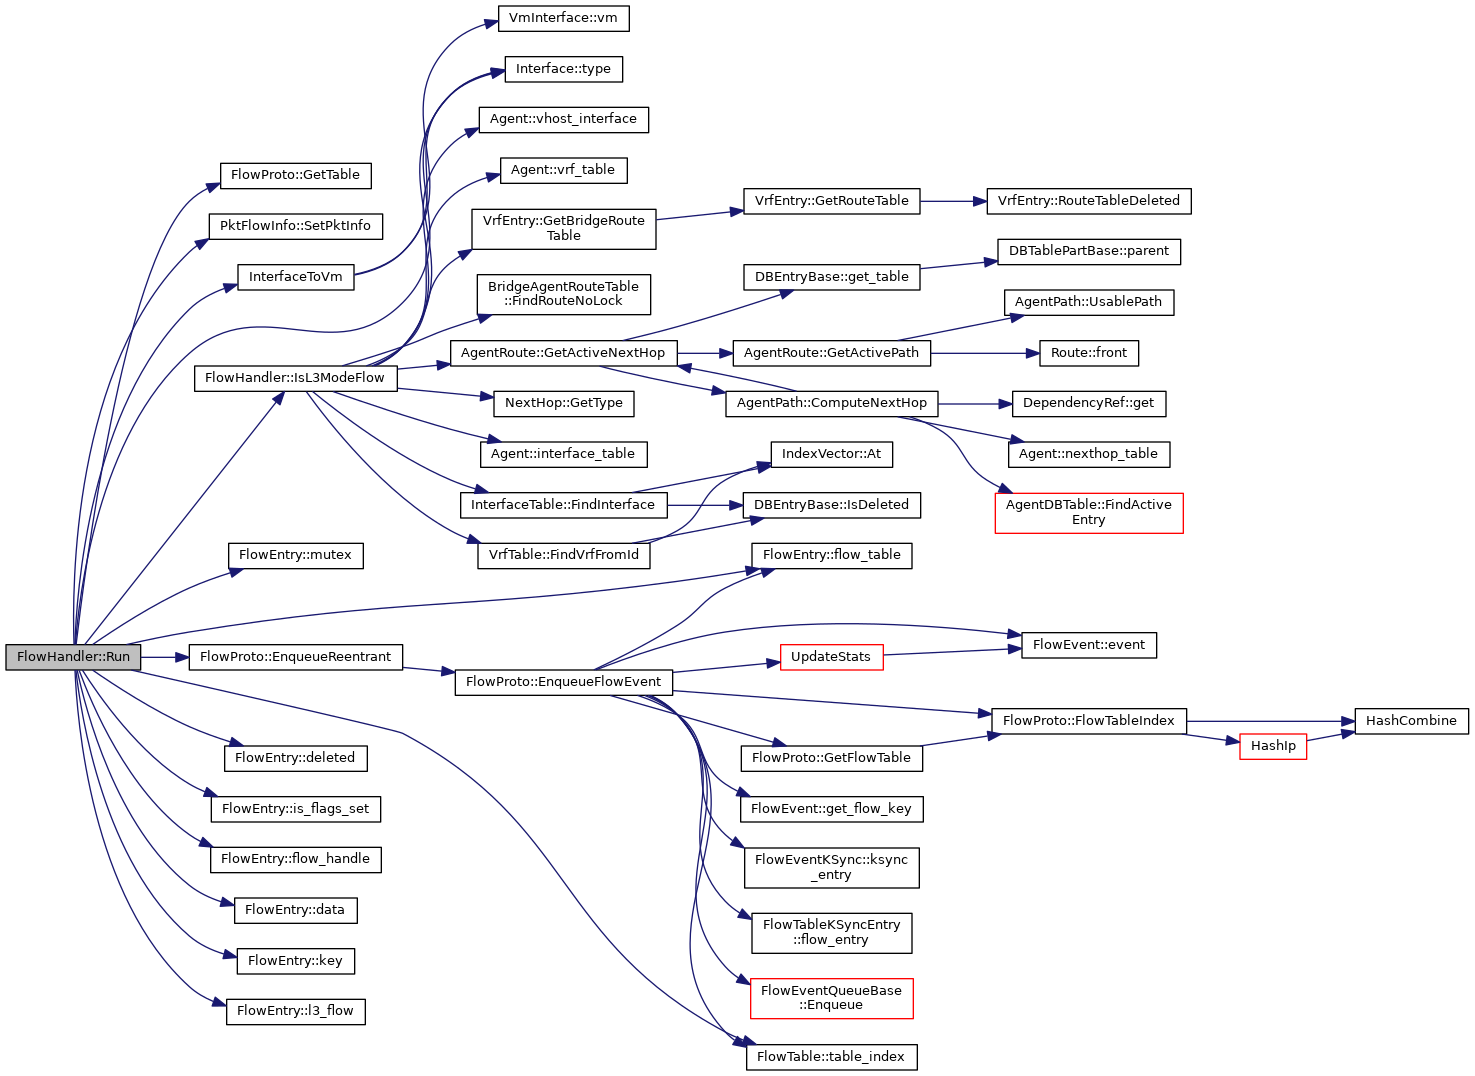 VmInterface::vm
Interface::type
Agent::vhost_interface
FlowProto::GetTable
Agent::vrf_table
VrfEntry::GetRouteTable
VrfEntry::RouteTableDeleted
PktFlowInfo::SetPktInfo
VrfEntry::GetBridgeRoute
Table
DBTablePartBase::parent
InterfaceToVm
DBEntryBase::get_table
BridgeAgentRouteTable
::FindRouteNoLock
AgentPath::UsablePath
AgentRoute::GetActiveNextHop
AgentRoute::GetActivePath
Route::front
FlowHandler::IsL3ModeFlow
NextHop::GetType
AgentPath::ComputeNextHop
DependencyRef::get
Agent::interface_table
IndexVector::At
Agent::nexthop_table
InterfaceTable::FindInterface
DBEntryBase::IsDeleted
AgentDBTable::FindActive
Entry
FlowEntry::mutex
VrfTable::FindVrfFromId
FlowEntry::flow_table
FlowHandler::Run
FlowProto::EnqueueReentrant
UpdateStats
FlowEvent::event
FlowProto::EnqueueFlowEvent
FlowProto::FlowTableIndex
HashCombine
FlowEntry::deleted
FlowProto::GetFlowTable
HashIp
FlowEntry::is_flags_set
FlowEvent::get_flow_key
FlowEntry::flow_handle
FlowEventKSync::ksync
_entry
FlowEntry::data
FlowTableKSyncEntry
::flow_entry
FlowEntry::key
FlowEventQueueBase
::Enqueue
FlowEntry::l3_flow
FlowTable::table_index